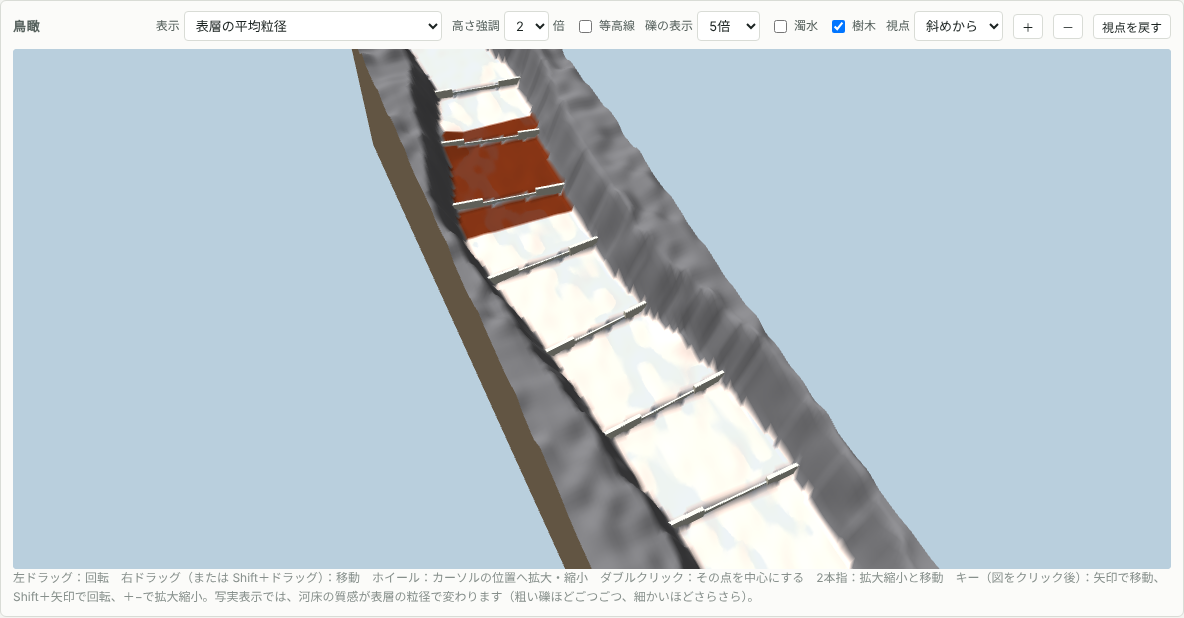 鳥瞰 表示 表層の平均粒径 高さ強調 2 倍 等高線 礫の表示 5倍 濁水 樹木 視点 斜めから ＋ － 視点を戻す
左ドラッグ：回転　右ドラッグ（または Shift＋ドラッグ）：移動　ホイール：カーソルの位置へ拡大・縮小　ダブルクリック：その点を中心にする　2本指：拡大縮小と移動　キー（図をクリック後）：矢印で移動、
Shift＋矢印で回転、＋−で拡大縮小。写実表示では、河床の質感が表層の粒径で変わります（粗い礫ほどごつごつ、細かいほどさらさら）。